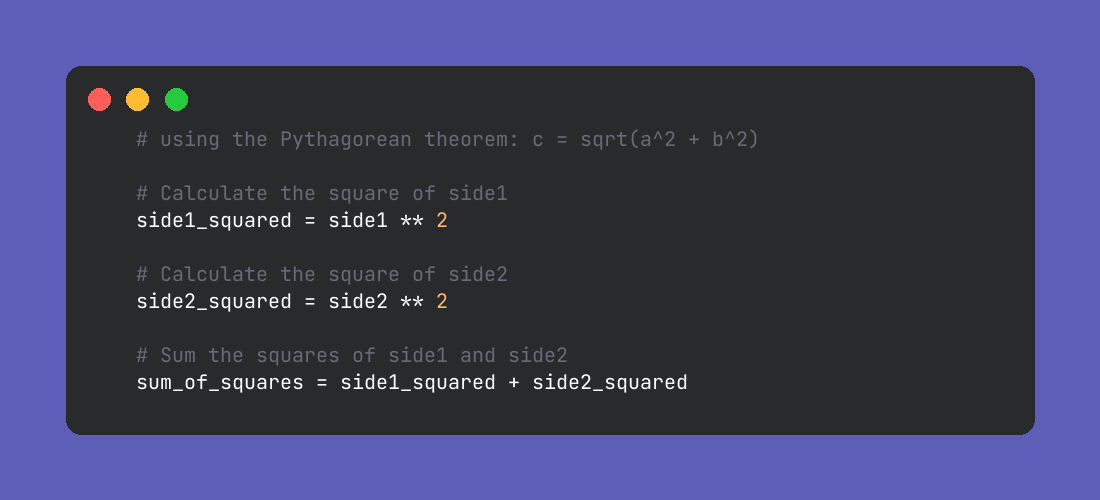 # using the Pythagorean theorem: c = sqrt(a^2 + b^2)
# Calculate the square of side1
side1_squared = side1 ** 2
# Calculate the square of side2
side2_squared = side2 ** 2
# Sum the squares of side1 and side2
sum_of_squares = side1_squared + side2_squared